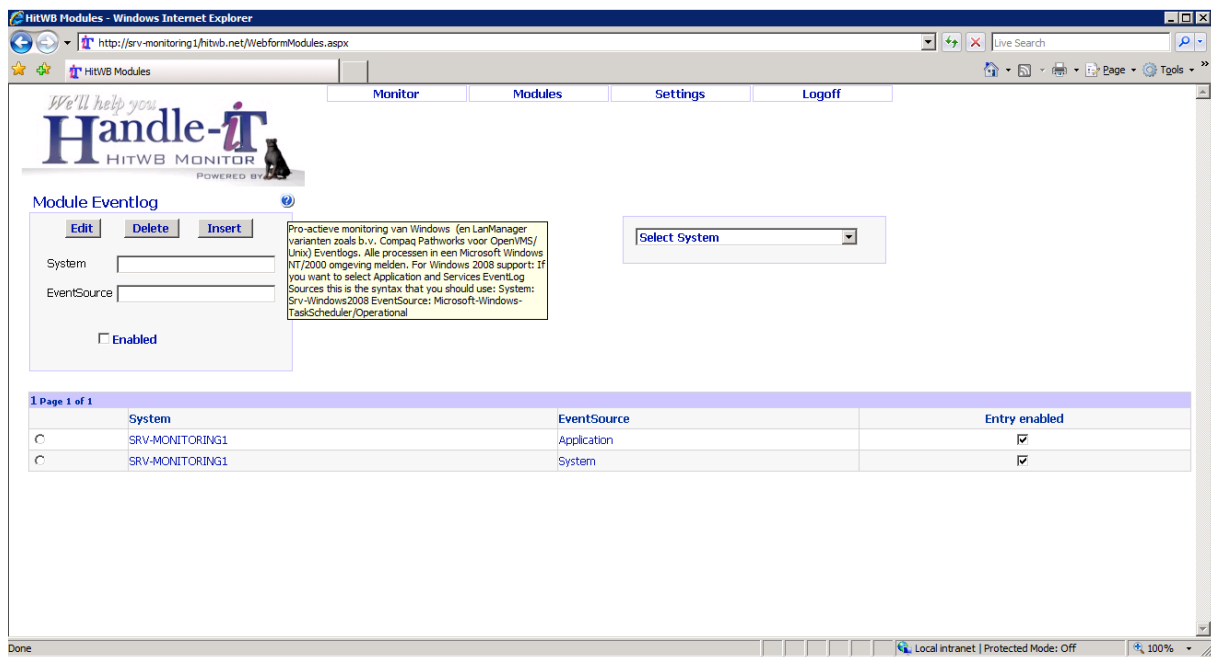 HitWB Modules - Windows Internet Explorer
http://srv-monitoring1/hitwb.net/WebformModules.aspx
Live Search
HitWB Modules
Page
Tools
Monitor
Modules
Settings
Logoff
We'll help you
Handle-iT
HITWB MONITOR
POWERED BY
Module Eventlog
Edit
Delete
Insert
System
EventSource
Enabled
Pro-actieve monitoring van Windows (en LanManager
varianten zoals b.v. Compaq Pathworks voor OpenVMS/
Unix) Eventlogs. Alle processen in een Microsoft Windows
NT/2000 omgeving melden. For Windows 2008 support: If
you want to select Application and Services EventLog
Sources this is the syntax that you should use: System:
Srv-Windows2008 EventSource: Microsoft-Windows-
TaskScheduler/Operational
Select System
1 Page 1 of 1
System EventSource Entry enabled
SRV-MONITORING1 Application
SRV-MONITORING1 System
Done
Local intranet | Protected Mode: Off
100%